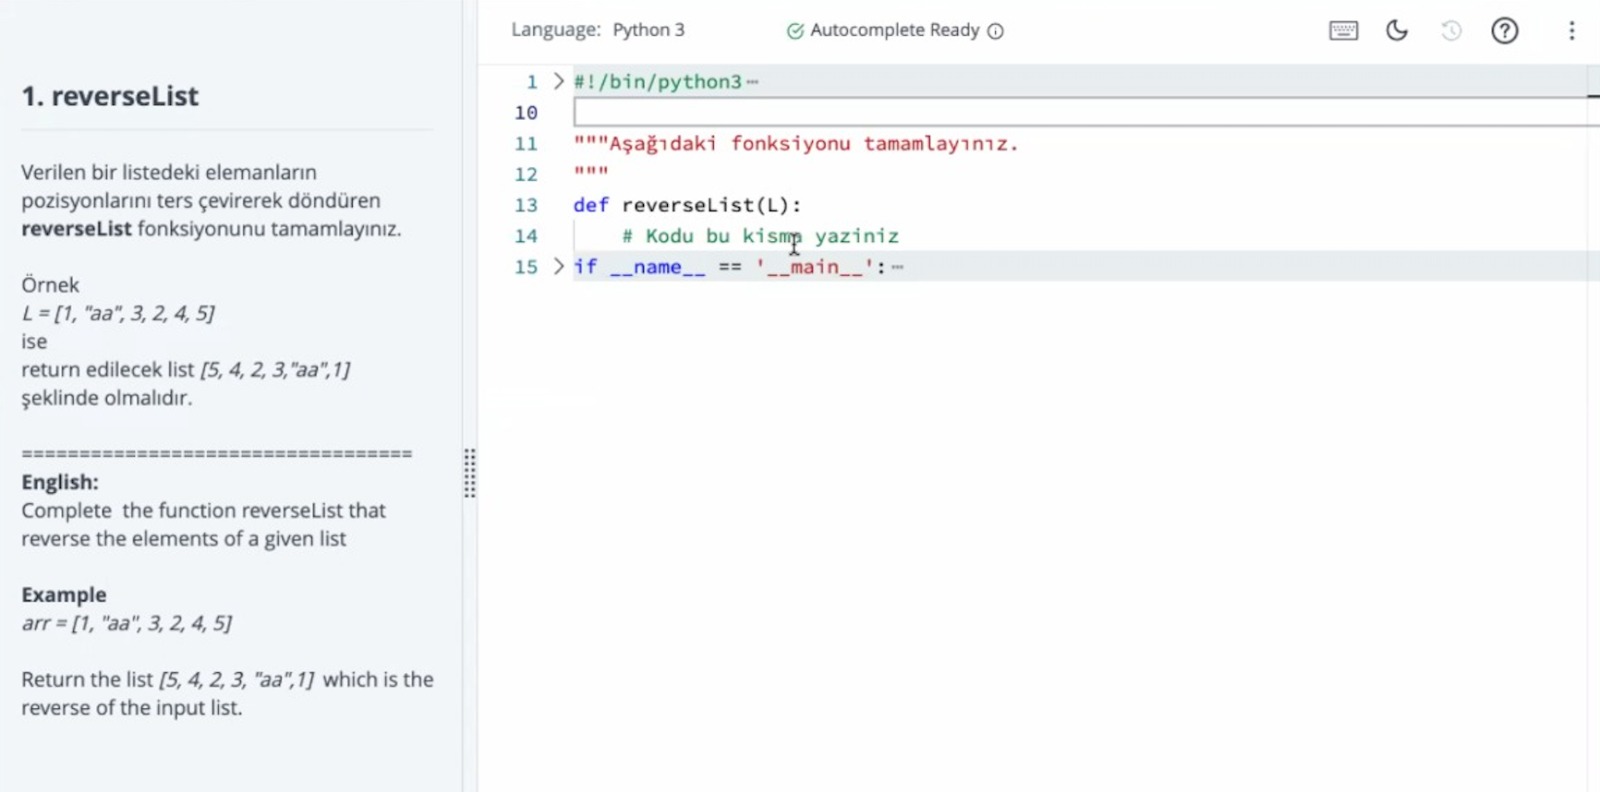 Language: Python 3 Autocomplete Ready
1. reverseList
Verilen bir listedeki elemanların
pozisyonlarını ters çevirerek döndüren
reverseList fonksiyonunu tamamlayınız.
Örnek
L = [1, "aa", 3, 2, 4, 5]
ise
return edilecek list [5, 4, 2, 3,"aa",1]
şeklinde olmalıdır.
==================================
English:
Complete the function reverseList that
reverse the elements of a given list
Example
arr = [1, "aa", 3, 2, 4, 5]
Return the list [5, 4, 2, 3, "aa",1] which is the
reverse of the input list.
1 #!/bin/python3
10
11 """Aşağıdaki fonksiyonu tamamlayınız.
12 """
13 def reverseList(L):
14 # Kodu bu kisma yaziniz
15 if __name__ == '__main__':